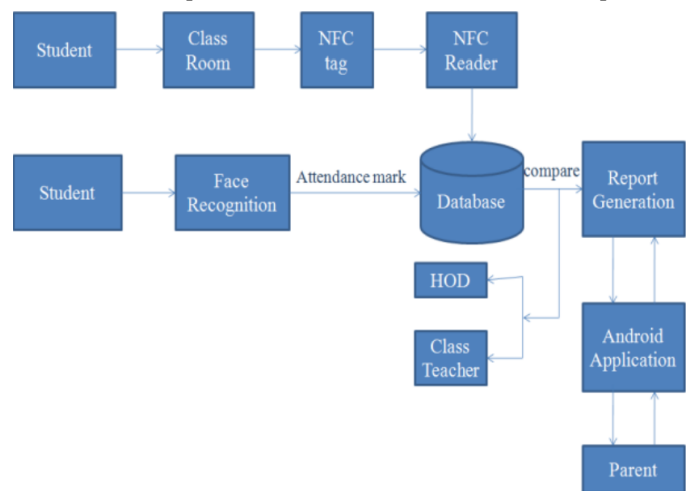 Student
Class
Room
NFC
tag
NFC
Reader
Student
Face
Recognition
Attendance mark
Database
compare
Report
Generation
HOD
Class
Teacher
Android
Application
Parent